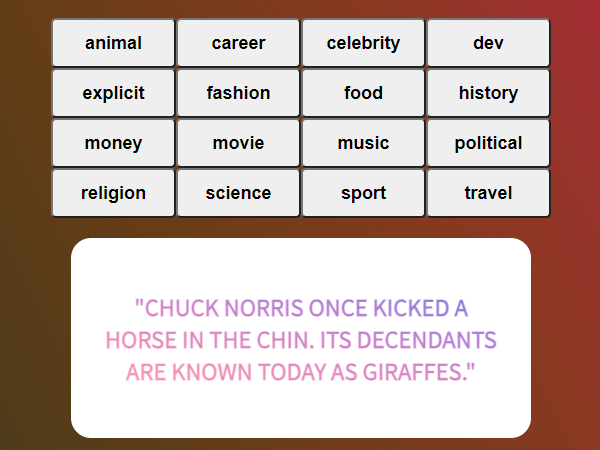 animal career celebrity dev
explicit fashion food history
money movie music political
religion science sport travel
"CHUCK NORRIS ONCE KICKED A
HORSE IN THE CHIN. ITS DECENDANTS
ARE KNOWN TODAY AS GIRAFFES."